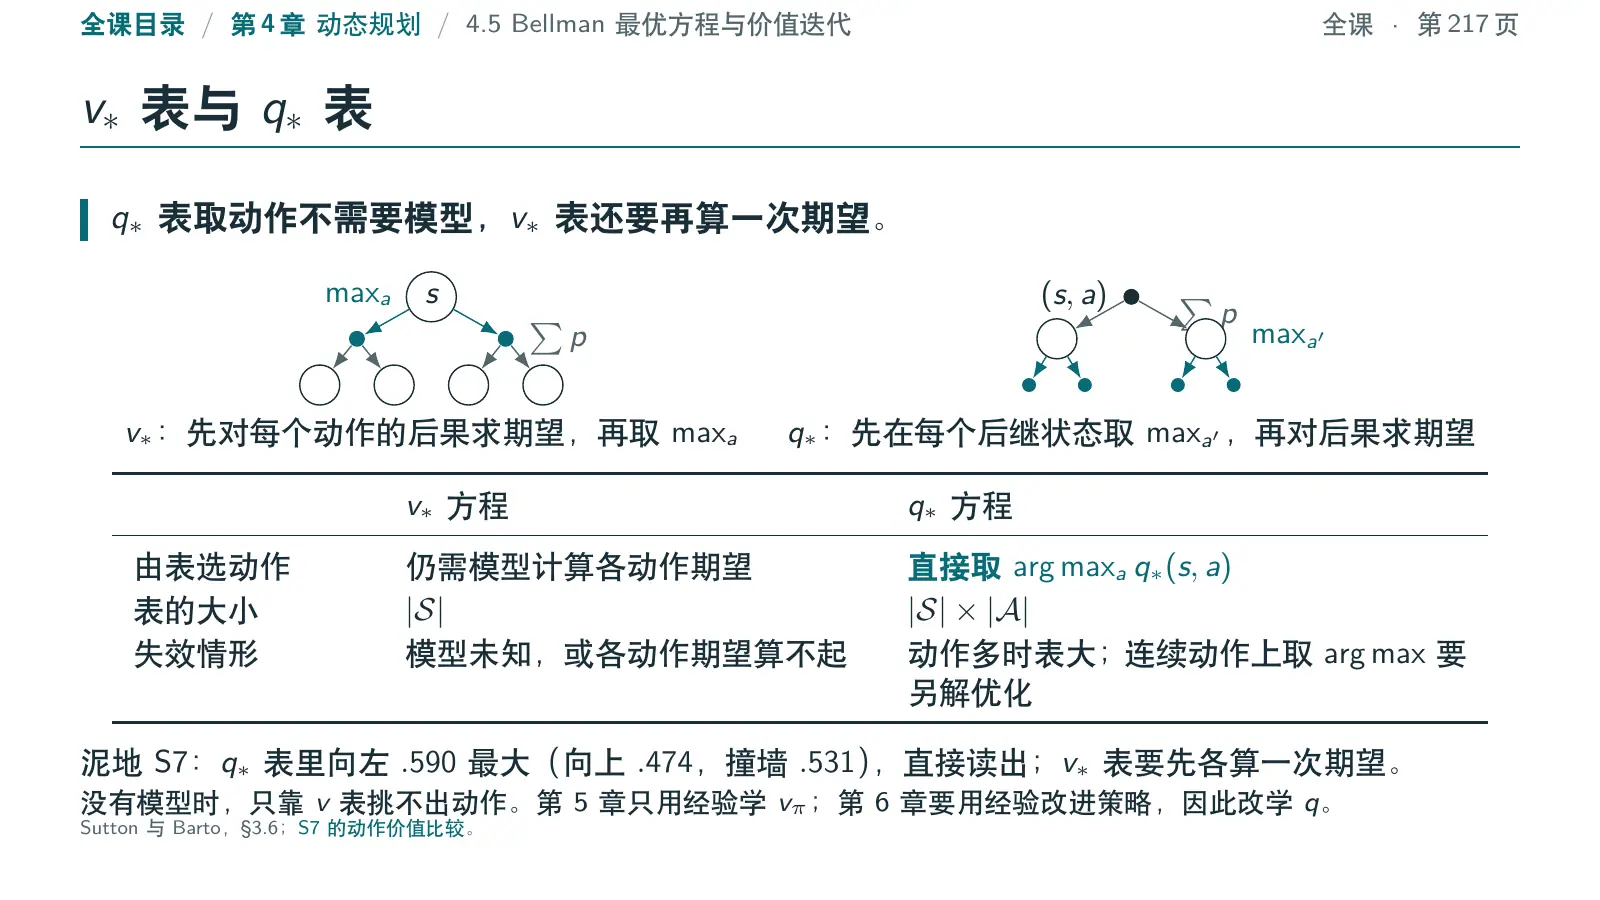 全课目录 / 第 4 章 动态规划 / 4.5 Bellman 最优方程与价值迭代
全课 · 第 217 页
v* 表与 q* 表
q* 表取动作不需要模型，v* 表还要再算一次期望。
maxₐ s
∑ p
(s, a)
∑ p
maxₐ′
v*：先对每个动作的后果求期望，再取 maxₐ
q*：先在每个后继状态取 maxₐ′，再对后果求期望
v* 方程 q* 方程
由表选动作 仍需模型计算各动作期望 直接取 arg maxₐ q*(s, a)
表的大小 |𝒮| |𝒮| × |𝒜|
失效情形 模型未知，或各动作期望算不起 动作多时表大；连续动作上取 arg max 要
另解优化
泥地 S7：q* 表里向左 .590 最大（向上 .474，撞墙 .531），直接读出；v* 表要先各算一次期望。
没有模型时，只靠 v 表挑不出动作。第 5 章只用经验学 vπ；第 6 章要用经验改进策略，因此改学 q。
Sutton 与 Barto，§3.6；S7 的动作价值比较。